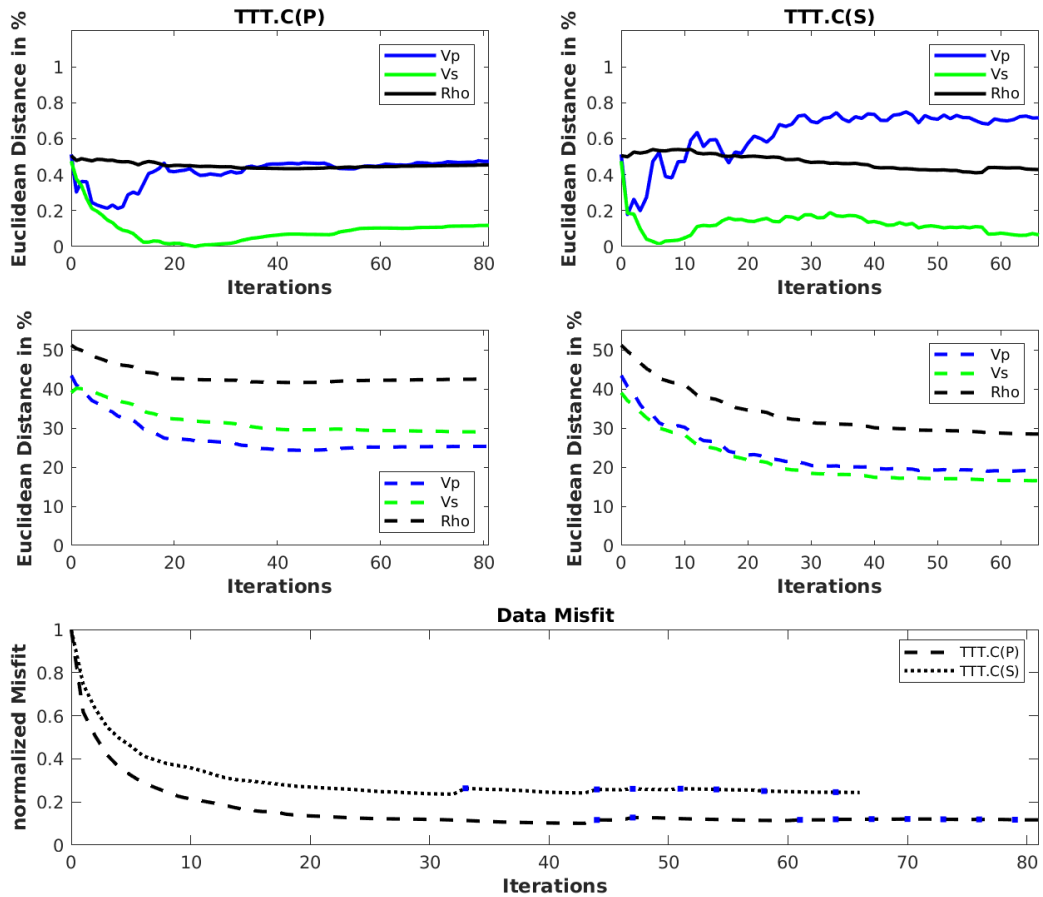 TTT.C(P)
Euclidean Distance in %
1
0.8
0.6
0.4
0.2
0
0 20 40 60 80
Iterations
Vp
Vs
Rho
TTT.C(S)
Euclidean Distance in %
1
0.8
0.6
0.4
0.2
0
0 10 20 30 40 50 60
Iterations
Vp
Vs
Rho
Euclidean Distance in %
50
40
30
20
10
0
0 20 40 60 80
Iterations
Vp
Vs
Rho
Euclidean Distance in %
50
40
30
20
10
0
0 10 20 30 40 50 60
Iterations
Vp
Vs
Rho
Data Misfit
normalized Misfit
1
0.8
0.6
0.4
0.2
0
0 10 20 30 40 50 60 70 80
Iterations
TTT.C(P)
TTT.C(S)